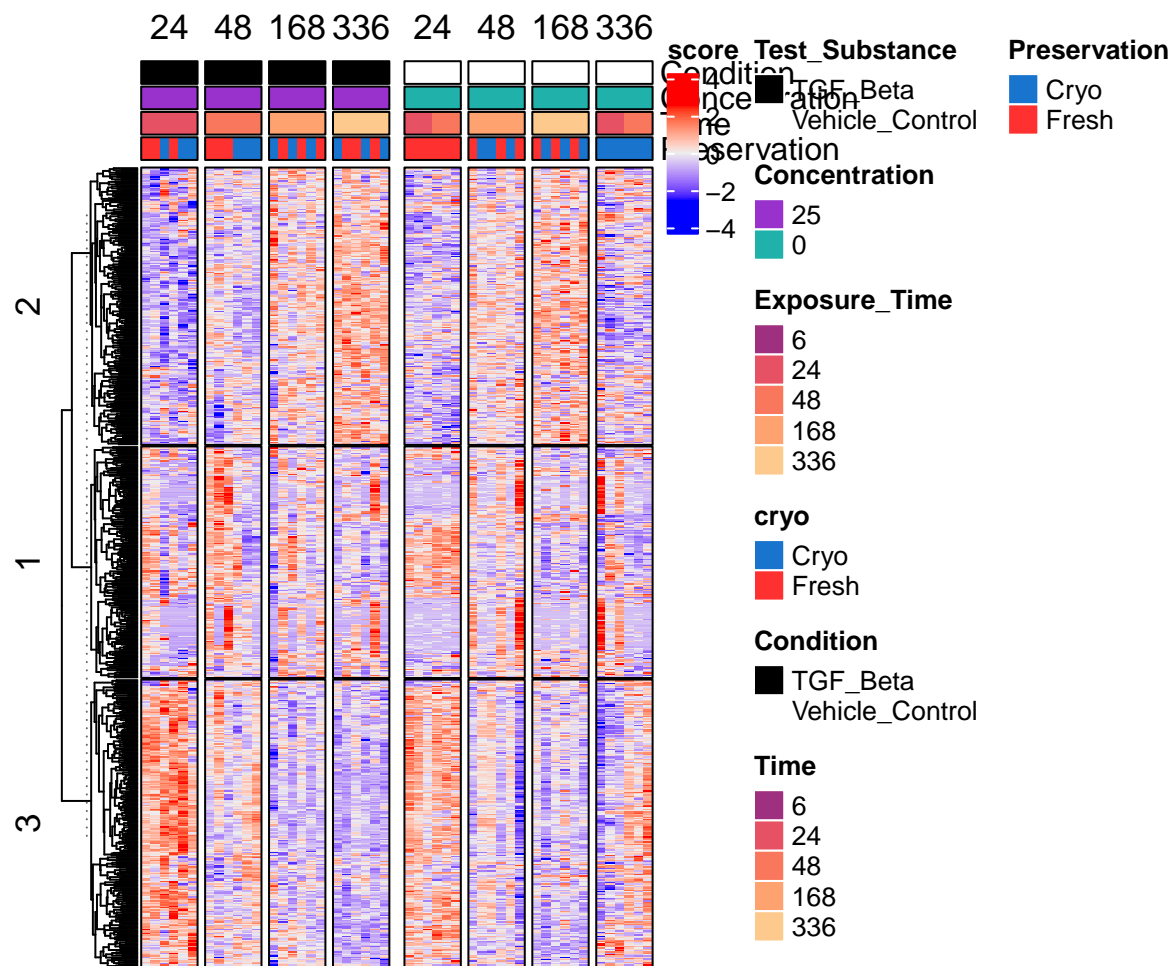 24 48 168 336 24 48 168 336
Condition
Concentration
Time
Preservation
2
1
3
score
4
2
0
−2
−4
Test_Substance
TGF_Beta
Vehicle_Control
Concentration
25
0
Exposure_Time
6
24
48
168
336
cryo
Cryo
Fresh
Condition
TGF_Beta
Vehicle_Control
Time
6
24
48
168
336
Preservation
Cryo
Fresh